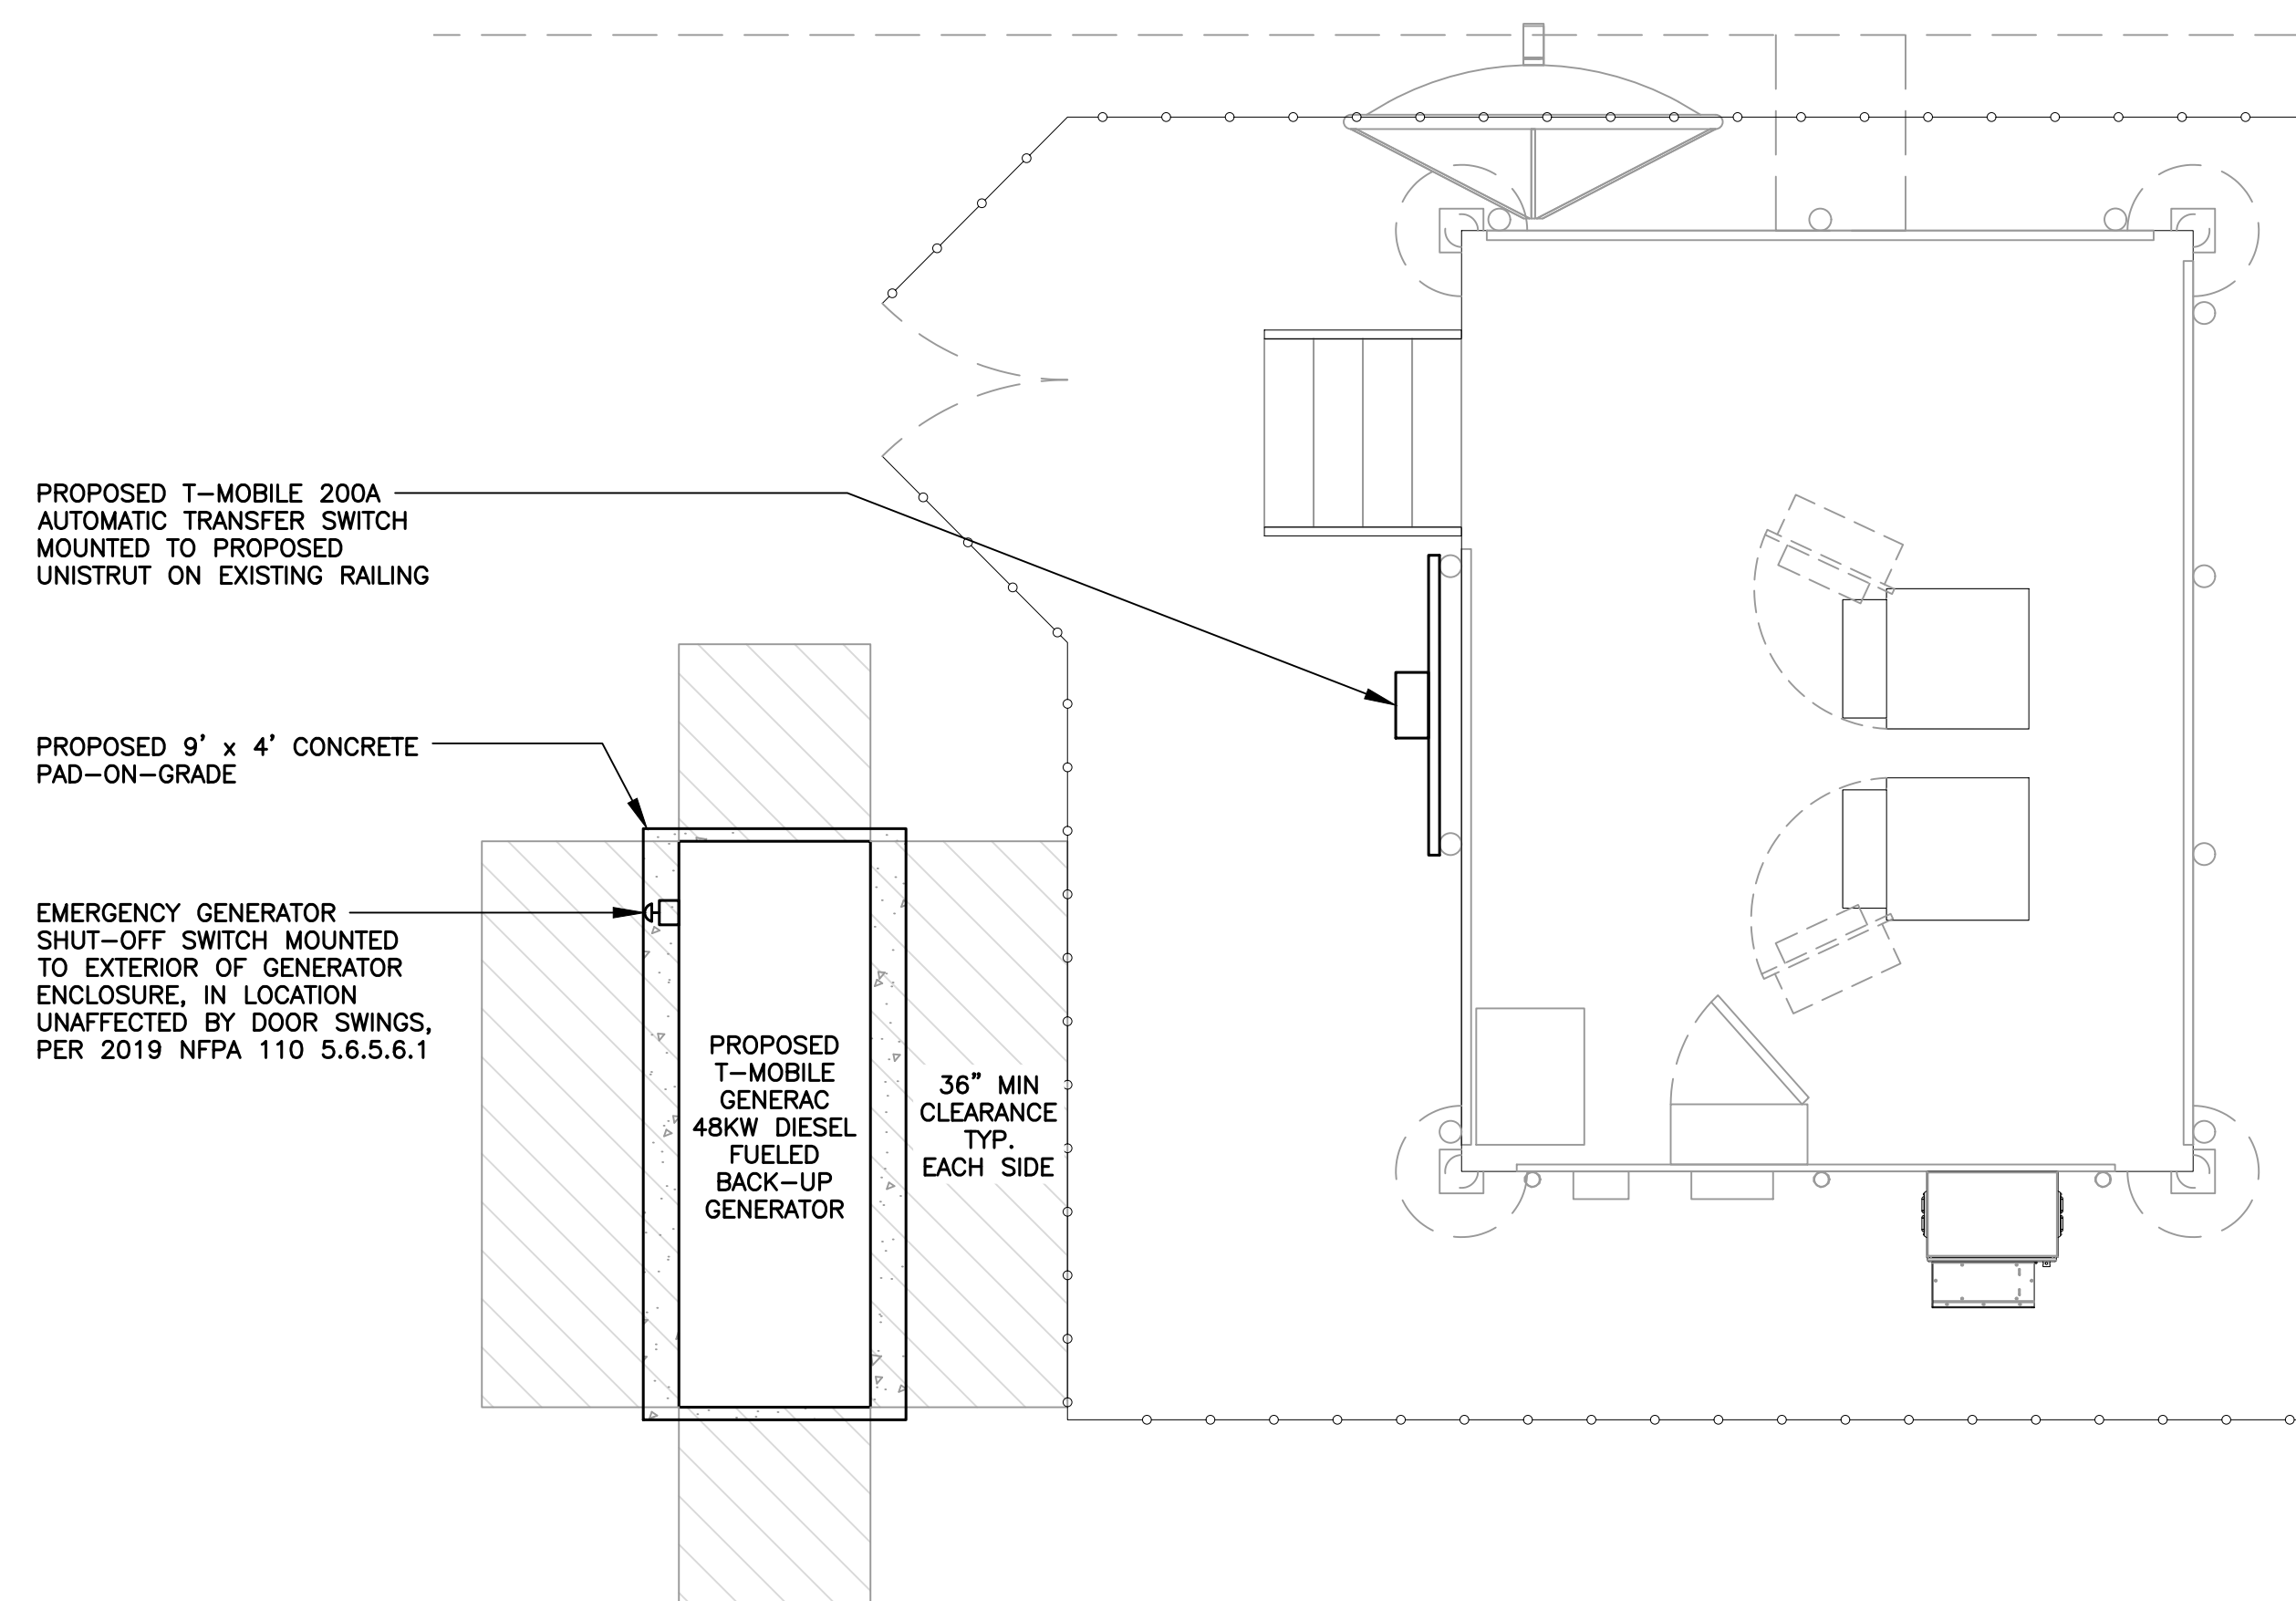 PROPOSED T-MOBILE 200A
AUTOMATIC TRANSFER SWITCH
MOUNTED TO PROPOSED
UNISTRUT ON EXISTING RAILING
PROPOSED 9' x 4' CONCRETE
PAD-ON-GRADE
EMERGENCY GENERATOR
SHUT-OFF SWITCH MOUNTED
TO EXTERIOR OF GENERATOR
ENCLOSURE, IN LOCATION
UNAFFECTED BY DOOR SWINGS,
PER 2019 NFPA 110 5.6.5.6.1
PROPOSED
T-MOBILE
GENERAC
48KW DIESEL
FUELED
BACK-UP
GENERATOR
36" MIN
CLEARANCE
TYP.
EACH SIDE